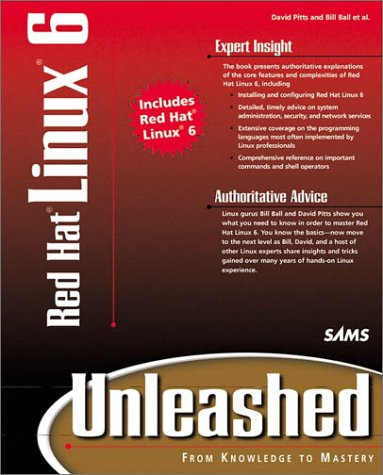 David Pitts and Bill Ball et al.
Red Hat® Linux® 6
Includes
Red Hat®
Linux® 6
Expert Insight
The book presents authoritative explanations
of the core features and complexities of Red
Hat Linux 6, including
• Installing and configuring Red Hat Linux 6
• Detailed, timely advice on system
administration, security, and network services
• Extensive coverage on the programming
languages most often implemented by
Linux professionals
• Comprehensive reference on important
commands and shell operators
Authoritative Advice
Linux gurus Bill Ball and David Pitts show you
what you need to know in order to master Red
Hat Linux 6. You know the basics—now move
to the next level as Bill, David, and a host of
other Linux experts share insights and tricks
gained over many years of hands-on Linux
experience.
SAMS
Unleashed
From Knowledge to Mastery